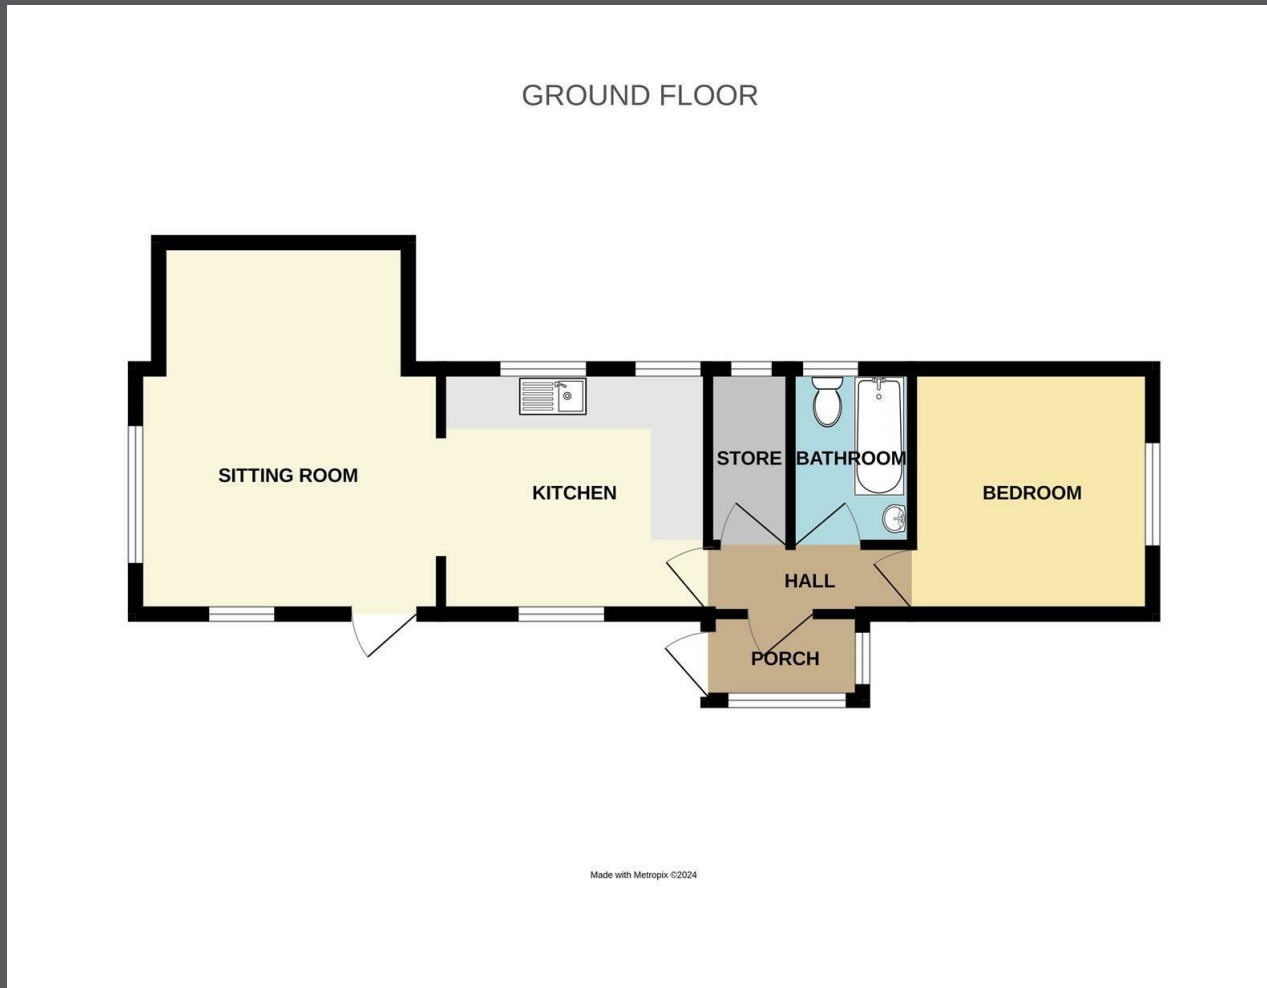 GROUND FLOOR
SITTING ROOM
KITCHEN
STORE
BATHROOM
BEDROOM
HALL
PORCH
Made with Metropix ©2024